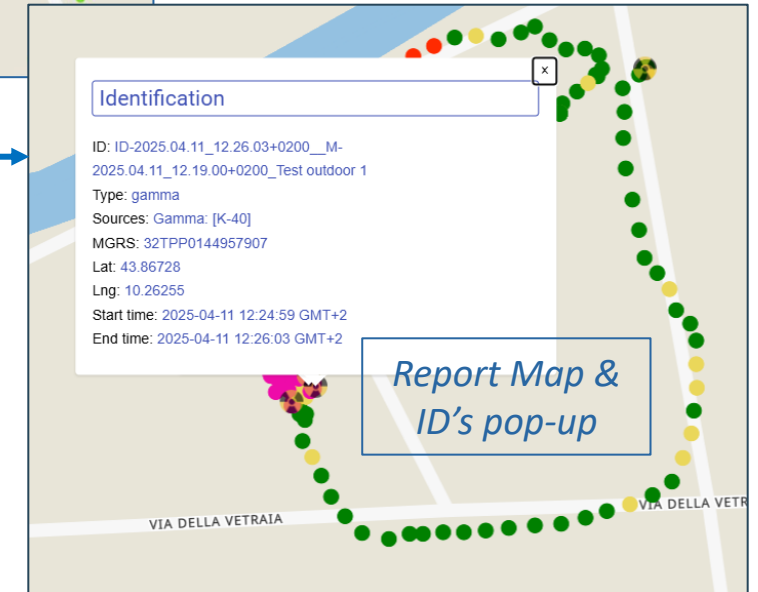 x
Identification
ID: ID-2025.04.11_12.26.03+0200__M-
2025.04.11_12.19.00+0200_Test outdoor 1
Type: gamma
Sources: Gamma: [K-40]
MGRS: 32TPP0144957907
Lat: 43.86728
Lng: 10.26255
Start time: 2025-04-11 12:24:59 GMT+2
End time: 2025-04-11 12:26:03 GMT+2
Report Map &
ID's pop-up
VIA DELLA VETRAIA
VIA DELLA VETR